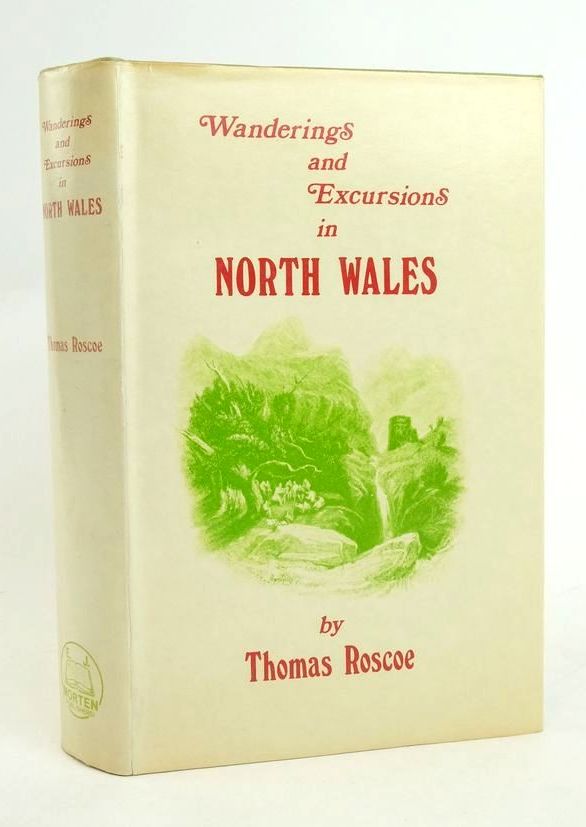 Wanderings
and
Excursions
in
NORTH WALES
Thomas Roscoe
E. J.
MORTEN
Wanderings
and
Excursions
in
NORTH WALES
by
Thomas Roscoe